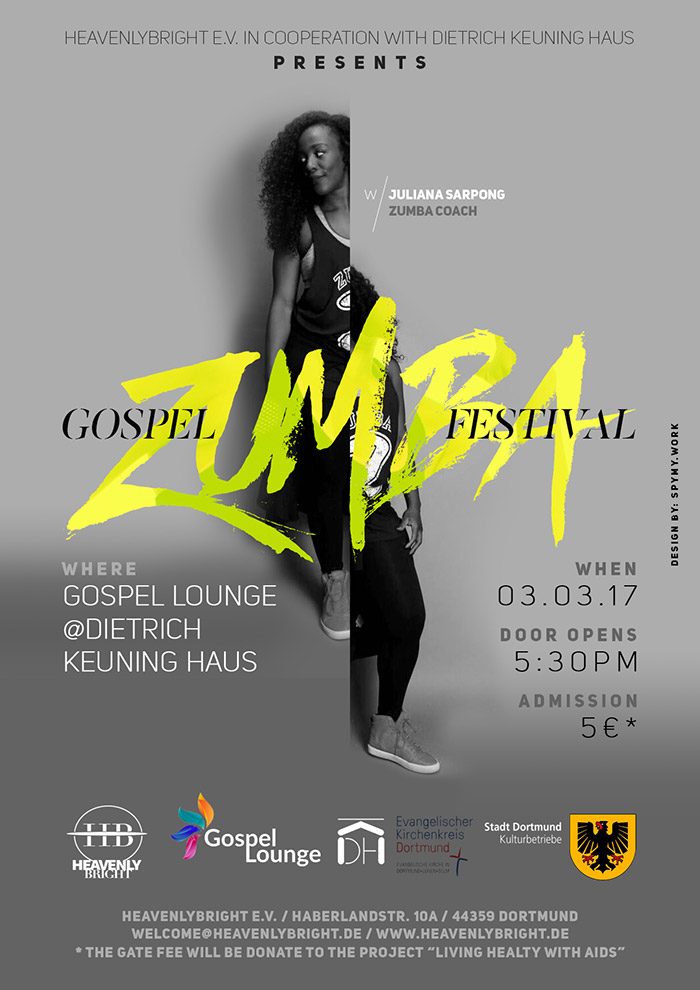 HEAVENLYBRIGHT E.V. IN COOPERATION WITH DIETRICH KEUNING HAUS
PRESENTS
W/ JULIANA SARPONG
ZUMBA COACH
ZUMBA
GOSPEL FESTIVAL
DESIGN BY: SPYMY.WORK
WHERE
GOSPEL LOUNGE
@DIETRICH
KEUNING HAUS
WHEN
03.03.17
DOOR OPENS
5:30PM
ADMISSION
5€*
HB
HEAVENLY
BRIGHT
Gospel
Lounge
DH
Evangelischer
Kirchenkreis
Dortmund
Stadt Dortmund
Kulturbetriebe
HEAVENLYBRIGHT E.V. / HABERLANDSTR. 10A / 44359 DORTMUND
WELCOME@HEAVENLYBRIGHT.DE / WWW.HEAVENLYBRIGHT.DE
* THE GATE FEE WILL BE DONATE TO THE PROJECT “LIVING HEALTY WITH AIDS”